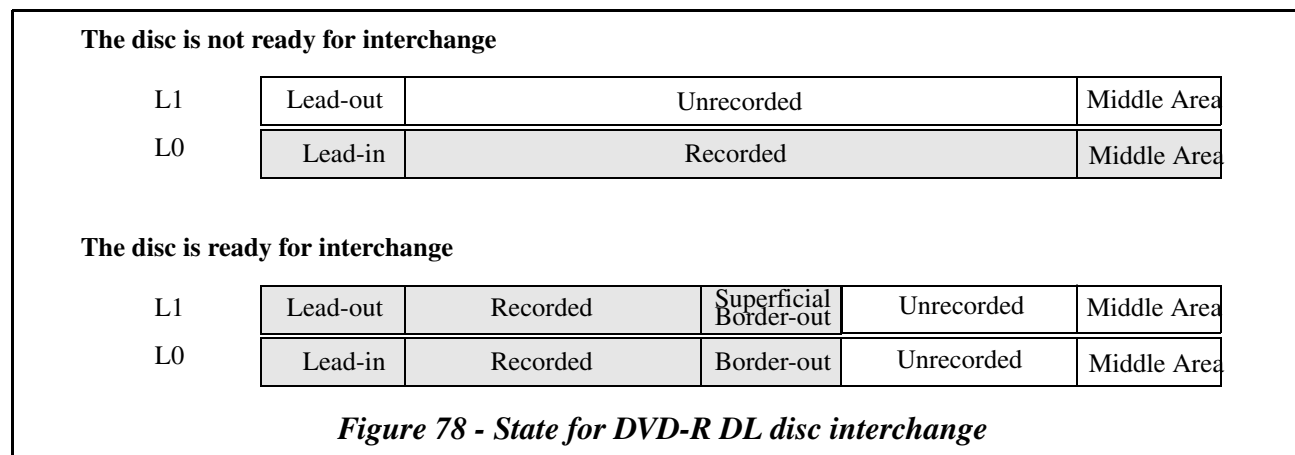 The disc is not ready for interchange
L1 Lead-out Unrecorded Middle Area
L0 Lead-in Recorded Middle Area
The disc is ready for interchange
L1 Lead-out Recorded Superficial Border-out Unrecorded Middle Area
L0 Lead-in Recorded Border-out Unrecorded Middle Area
Figure 78 - State for DVD-R DL disc interchange